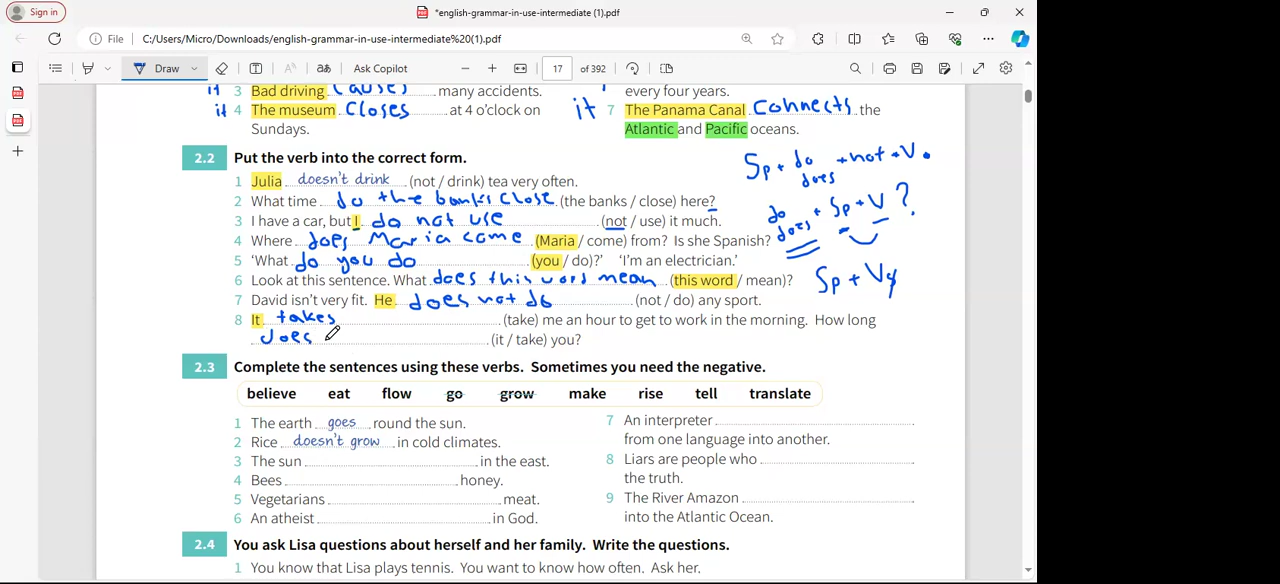 Sign in
*english-grammar-in-use-intermediate (1).pdf
File C:/Users/Micro/Downloads/english-grammar-in-use-intermediate%20(1).pdf
Draw Ask Copilot 17 of 392
it 3 Bad driving causes many accidents.
it 4 The museum closes at 4 o'clock on
Sundays.
every four years.
it 7 The Panama Canal connects the
Atlantic and Pacific oceans.
2.2 Put the verb into the correct form.
1 Julia doesn't drink (not / drink) tea very often.
2 What time do the banks close (the banks / close) here?
3 I have a car, but I do not use (not / use) it much.
4 Where does Maria come (Maria / come) from? Is she Spanish?
5 'What do you do (you / do)?' 'I'm an electrician.'
6 Look at this sentence. What does this word mean (this word / mean)?
7 David isn't very fit. He does not do (not / do) any sport.
8 It takes (take) me an hour to get to work in the morning. How long
does (it / take) you?
Sp + do + not + V.
does
do + Sp + V ?
does
Sp + V
2.3 Complete the sentences using these verbs. Sometimes you need the negative.
believe eat flow go grow make rise tell translate
1 The earth goes round the sun.
2 Rice doesn't grow in cold climates.
3 The sun in the east.
4 Bees honey.
5 Vegetarians meat.
6 An atheist in God.
7 An interpreter
from one language into another.
8 Liars are people who
the truth.
9 The River Amazon
into the Atlantic Ocean.
2.4 You ask Lisa questions about herself and her family. Write the questions.
1 You know that Lisa plays tennis. You want to know how often. Ask her.